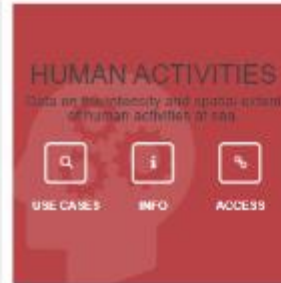 HUMAN ACTIVITIES
Data on the intensity and spatial extent
of human activities at sea
USE CASES INFO ACCESS